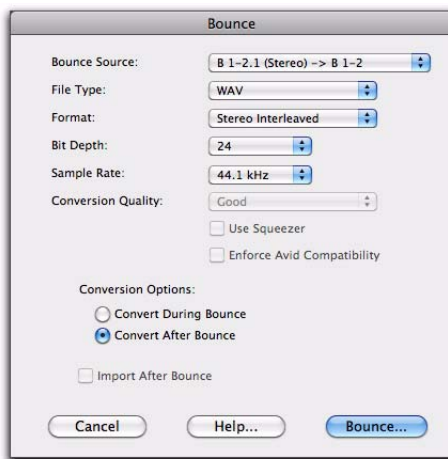 Bounce
Bounce Source: B 1-2.1 (Stereo) -> B 1-2
File Type: WAV
Format: Stereo Interleaved
Bit Depth: 24
Sample Rate: 44.1 kHz
Conversion Quality: Good
Use Squeezer
Enforce Avid Compatibility
Conversion Options:
Convert During Bounce
Convert After Bounce
Import After Bounce
Cancel Help... Bounce...